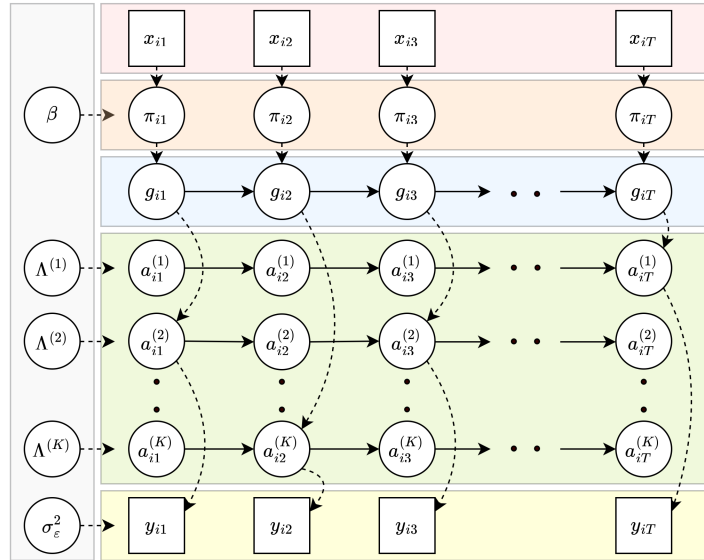 x_{i1} x_{i2} x_{i3} x_{iT}
β π_{i1} π_{i2} π_{i3} π_{iT}
g_{i1} g_{i2} g_{i3} g_{iT}
Λ^{(1)} a_{i1}^{(1)} a_{i2}^{(1)} a_{i3}^{(1)} a_{iT}^{(1)}
Λ^{(2)} a_{i1}^{(2)} a_{i2}^{(2)} a_{i3}^{(2)} a_{iT}^{(2)}
Λ^{(K)} a_{i1}^{(K)} a_{i2}^{(K)} a_{i3}^{(K)} a_{iT}^{(K)}
σ_ε^2 y_{i1} y_{i2} y_{i3} y_{iT}